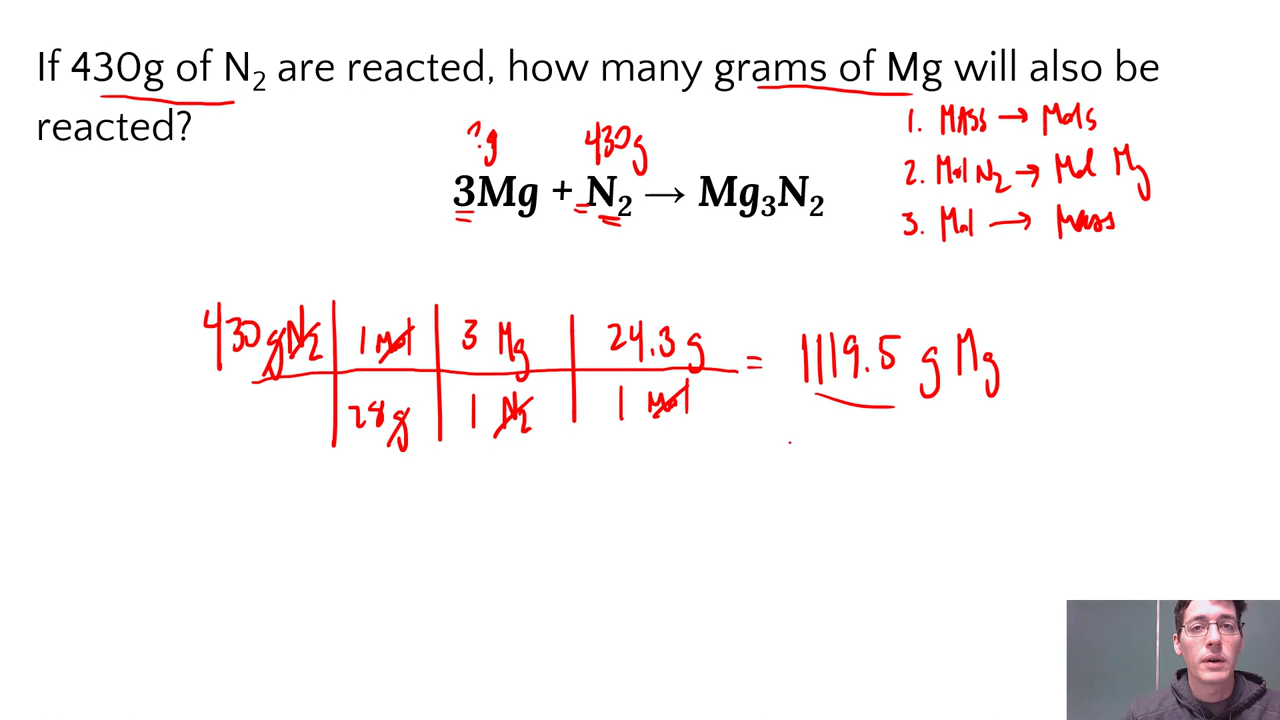 If 430g of N₂ are reacted, how many grams of Mg will also be
reacted?
1. MASS → Mols
2. Mol N₂ → Mol Mg
3. Mol → Mass
?g 430g
3Mg + N₂ → Mg₃N₂
430 g N₂ | 1 Mol | 3 Mg | 24.3 g = 1119.5 g Mg
28 g | 1 N₂ | 1 Mol